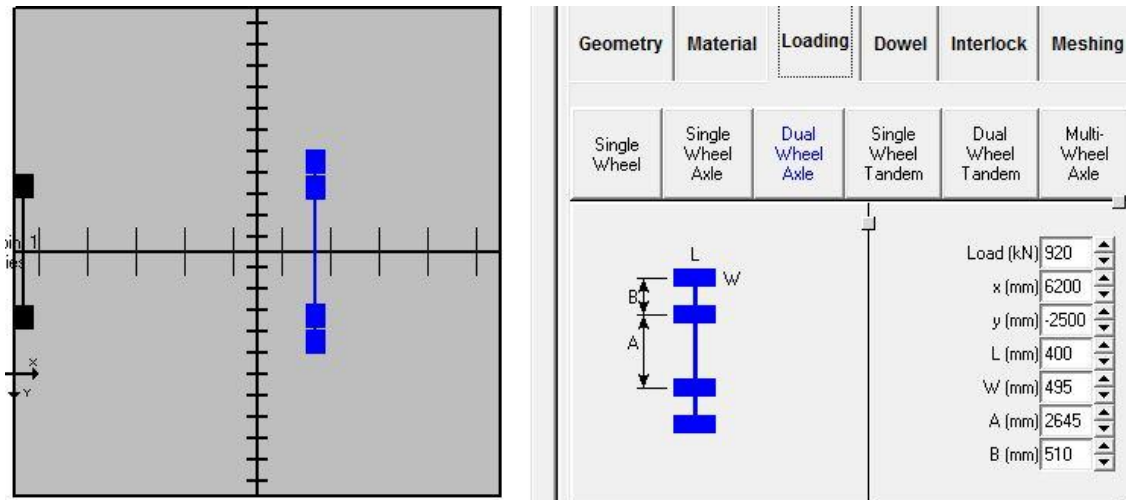 1
X
Y
Geometry Material Loading Dowel Interlock Meshing
Single Wheel
Single Wheel Axle
Dual Wheel Axle
Single Wheel Tandem
Dual Wheel Tandem
Multi-Wheel Axle
L
W
B
A
Load (kN) 920
x (mm) 6200
y (mm) -2500
L (mm) 400
W (mm) 495
A (mm) 2645
B (mm) 510